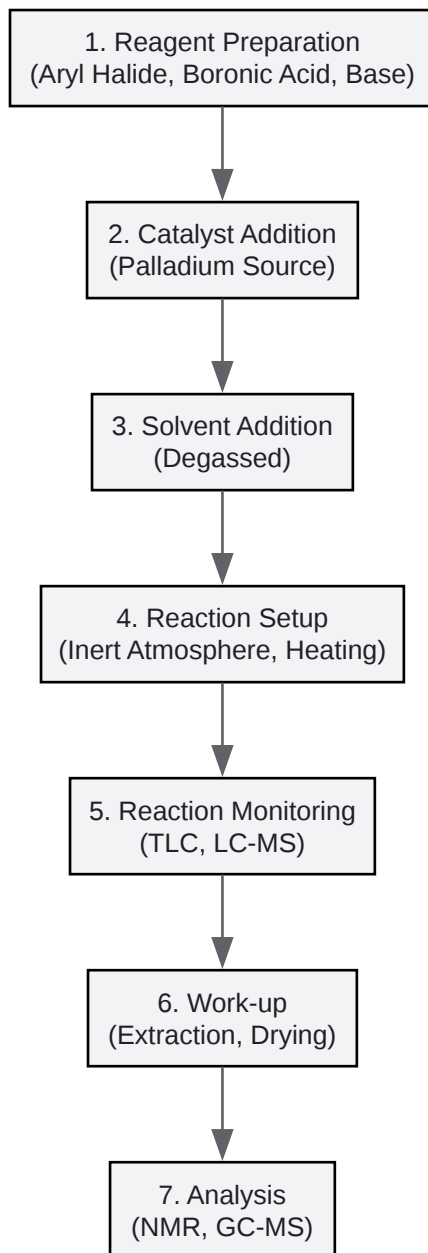 1. Reagent Preparation
(Aryl Halide, Boronic Acid, Base)
2. Catalyst Addition
(Palladium Source)
3. Solvent Addition
(Degassed)
4. Reaction Setup
(Inert Atmosphere, Heating)
5. Reaction Monitoring
(TLC, LC-MS)
6. Work-up
(Extraction, Drying)
7. Analysis
(NMR, GC-MS)